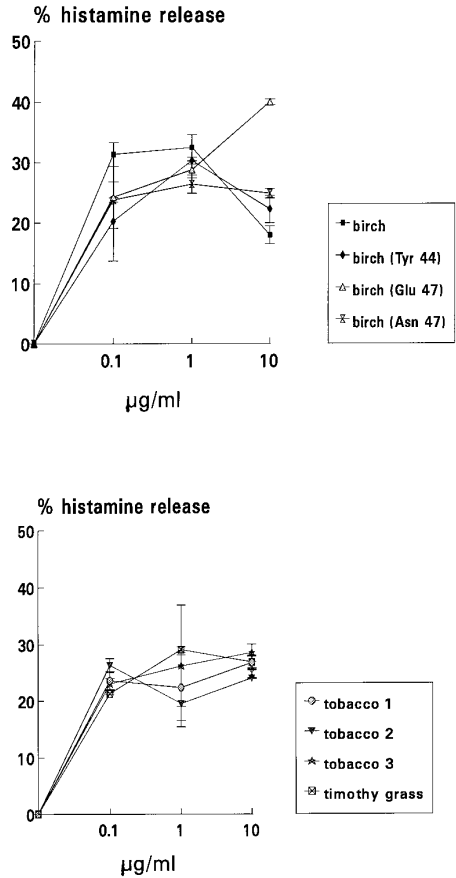 % histamine release
50
40
30
20
10
0
0.1 1 10
µg/ml
birch
birch (Tyr 44)
birch (Glu 47)
birch (Asn 47)
% histamine release
50
40
30
20
10
0
0.1 1 10
µg/ml
tobacco 1
tobacco 2
tobacco 3
timothy grass